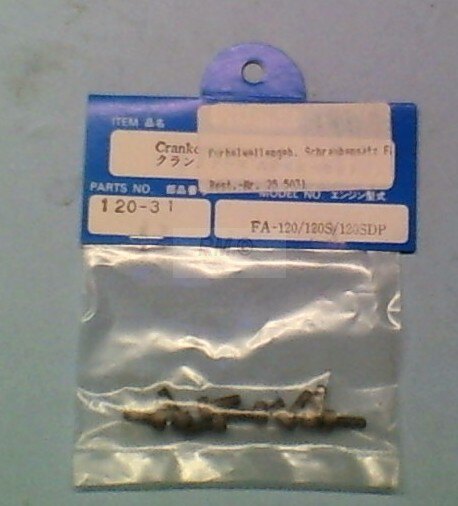 ITEM 品名
Cranke
クラン
Kurbelwellengeh. Schraubensatz F
Best.-Nr. 26 5031
PARTS NO. 部品番号
MODEL NO. エンジン型式
120-31
FA-120/120S/120SDP